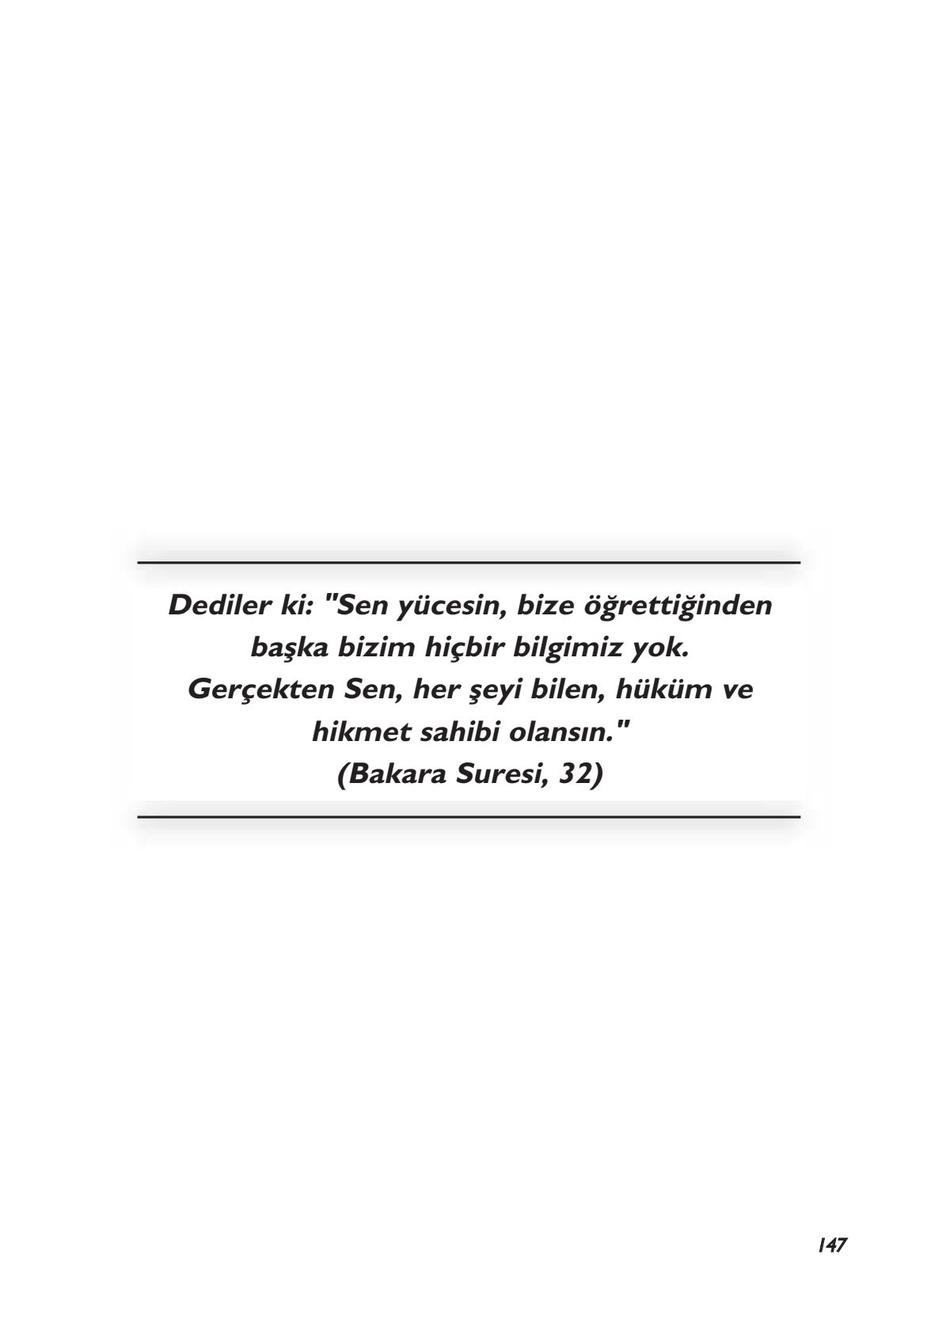 Dediler ki: "Sen yücesin, bize öğrettiğinden
başka bizim hiçbir bilgimiz yok.
Gerçekten Sen, her şeyi bilen, hüküm ve
hikmet sahibi olansın."
(Bakara Suresi, 32)
147